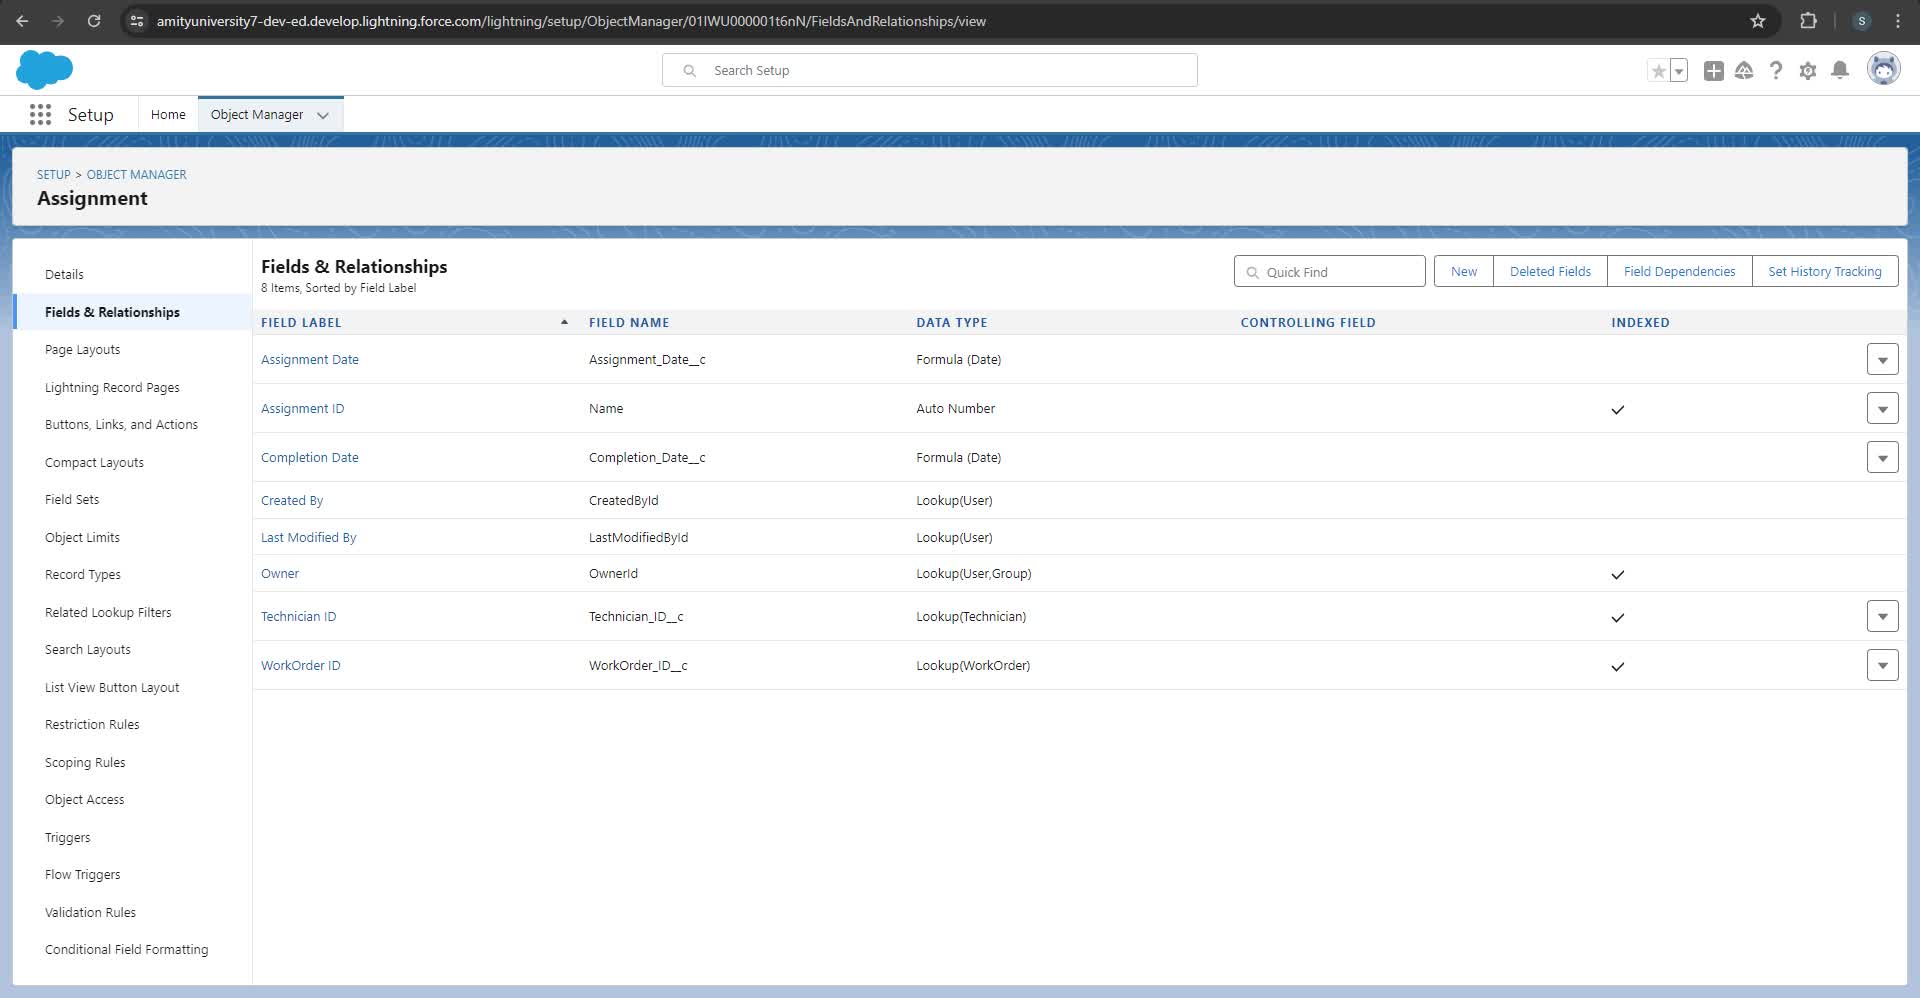 amityuniversity7-dev-ed.develop.lightning.force.com/lightning/setup/ObjectManager/01IWU000001t6nN/FieldsAndRelationships/view
S
Search Setup
Setup
Home
Object Manager
SETUP > OBJECT MANAGER
Assignment
Details
Fields & Relationships
Page Layouts
Lightning Record Pages
Buttons, Links, and Actions
Compact Layouts
Field Sets
Object Limits
Record Types
Related Lookup Filters
Search Layouts
List View Button Layout
Restriction Rules
Scoping Rules
Object Access
Triggers
Flow Triggers
Validation Rules
Conditional Field Formatting
Fields & Relationships
8 Items, Sorted by Field Label
Quick Find
New
Deleted Fields
Field Dependencies
Set History Tracking
FIELD LABEL FIELD NAME DATA TYPE CONTROLLING FIELD INDEXED
Assignment Date Assignment_Date__c Formula (Date)
Assignment ID Name Auto Number
Completion Date Completion_Date__c Formula (Date)
Created By CreatedById Lookup(User)
Last Modified By LastModifiedById Lookup(User)
Owner OwnerId Lookup(User,Group)
Technician ID Technician_ID__c Lookup(Technician)
WorkOrder ID WorkOrder_ID__c Lookup(WorkOrder)